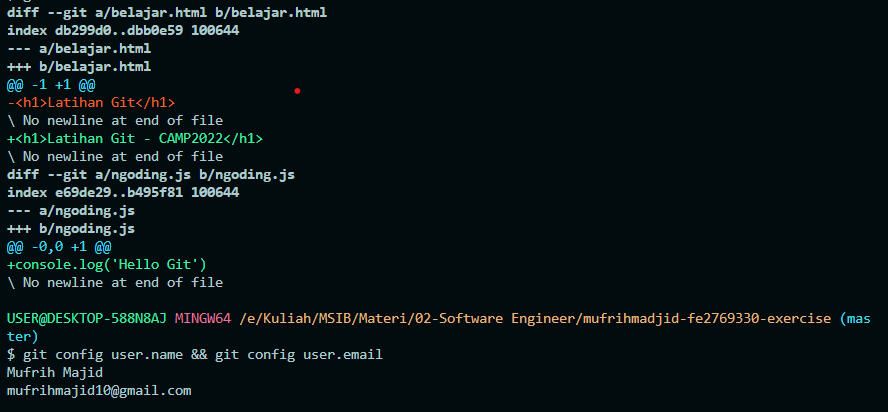 diff --git a/belajar.html b/belajar.html
index db299d0..dbb0e59 100644
--- a/belajar.html
+++ b/belajar.html
@@ -1 +1 @@
-<h1>Latihan Git</h1>
\ No newline at end of file
+<h1>Latihan Git - CAMP2022</h1>
\ No newline at end of file
diff --git a/ngoding.js b/ngoding.js
index e69de29..b495f81 100644
--- a/ngoding.js
+++ b/ngoding.js
@@ -0,0 +1 @@
+console.log('Hello Git')
\ No newline at end of file
USER@DESKTOP-588N8AJ MINGW64 /e/Kuliah/MSIB/Materi/02-Software Engineer/mufrihmadjid-fe2769330-exercise (mas
ter)
$ git config user.name && git config user.email
Mufrih Majid
mufrihmajid10@gmail.com